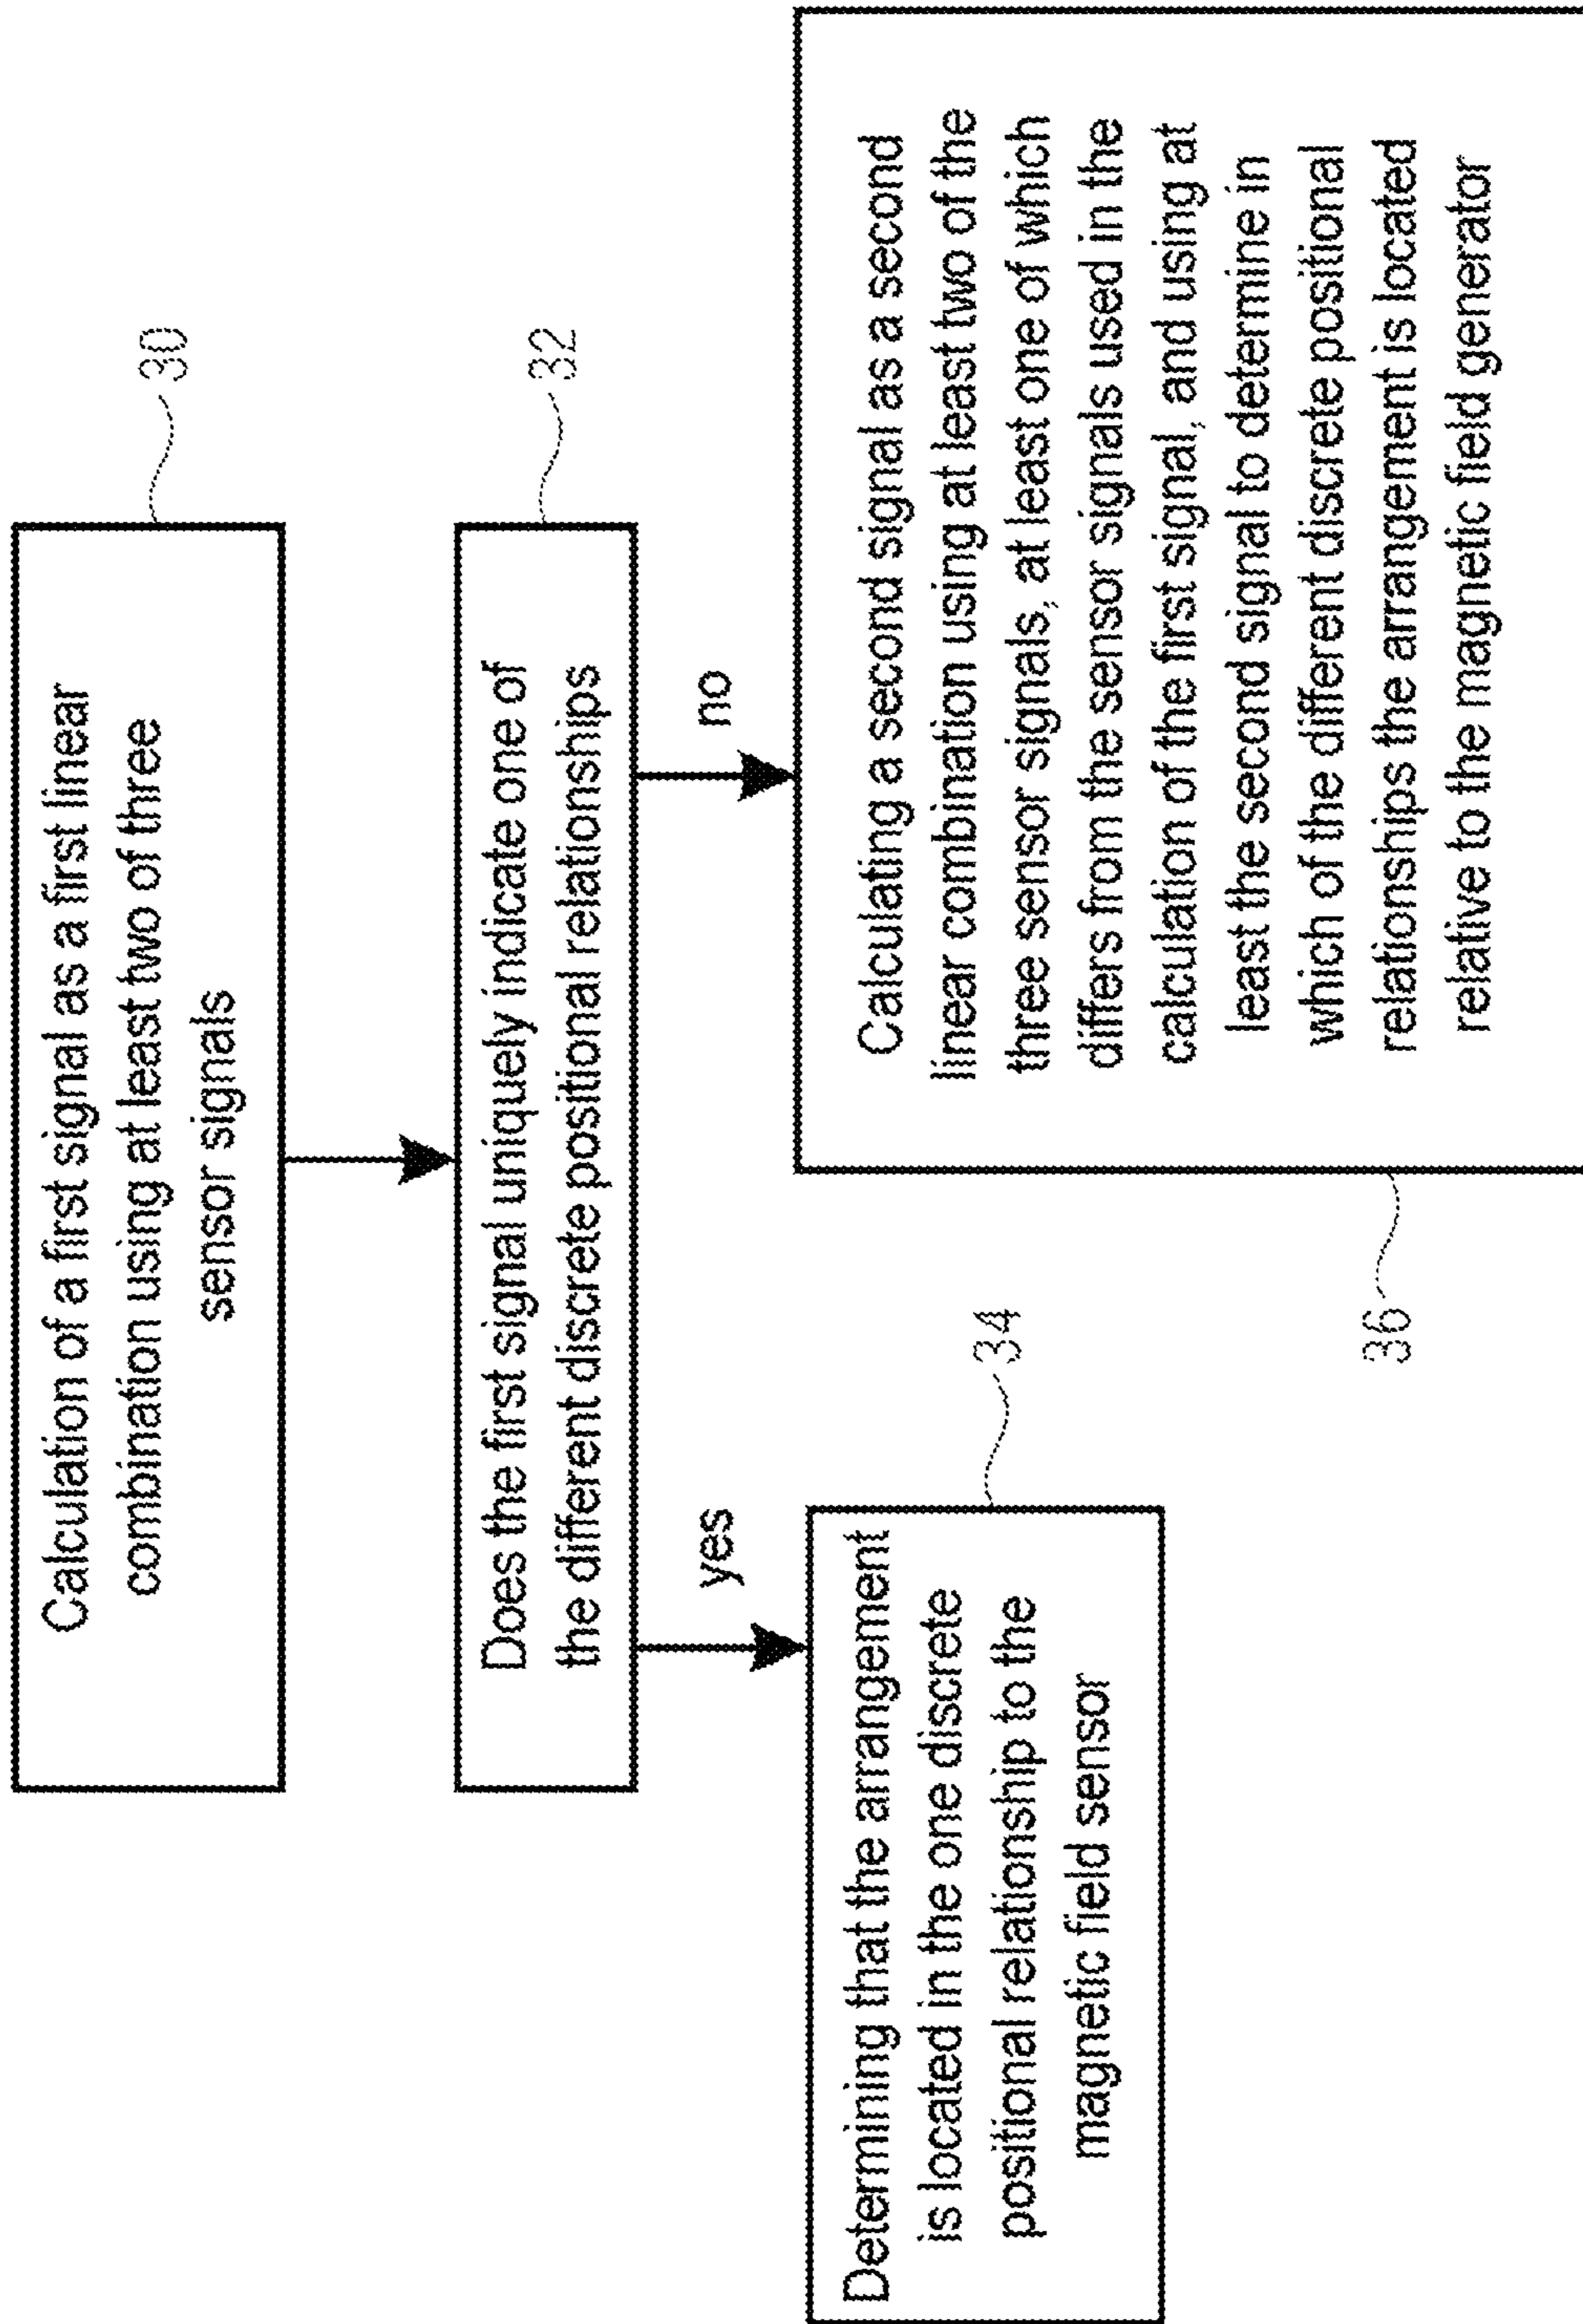 Calculation of a first signal as a first linear
combination using at least two of three
sensor signals
30
Does the first signal uniquely indicate one of
the different discrete positional relationships
32
yes
no
Determining that the arrangement
is located in the one discrete
positional relationship to the
magnetic field sensor
34
Calculating a second signal as a second
linear combination using at least two of the
three sensor signals, at least one of which
differs from the sensor signals used in the
calculation of the first signal, and using at
least the second signal to determine in
which of the different discrete positional
relationships the arrangement is located
relative to the magnetic field generator
36